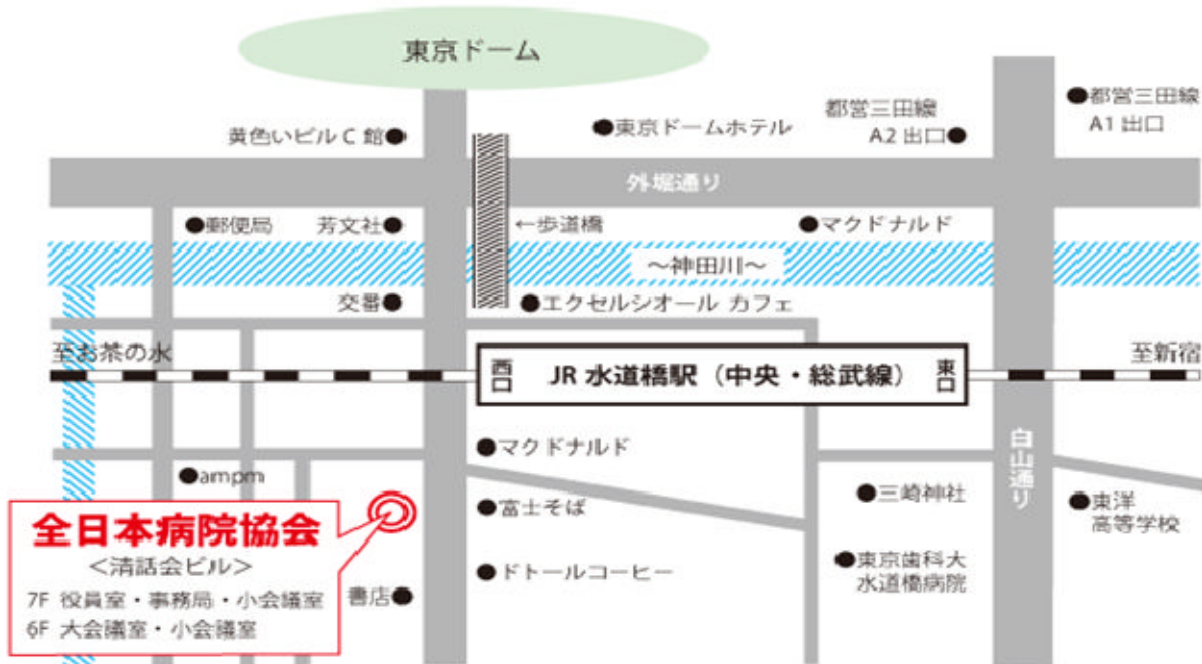 東京ドーム
黄色いビルC館
東京ドームホテル
都営三田線
A2出口
都営三田線
A1出口
外堀通り
郵便局
芳文社
←歩道橋
マクドナルド
～神田川～
交番
エクセルシオール カフェ
至お茶の水
西口
JR 水道橋駅（中央・総武線）
東口
至新宿
白山通り
マクドナルド
ampm
富士そば
三崎神社
東洋
高等学校
全日本病院協会
＜清話会ビル＞
7F 役員室・事務局・小会議室
6F 大会議室・小会議室
書店
ドトールコーヒー
東京歯科大
水道橋病院